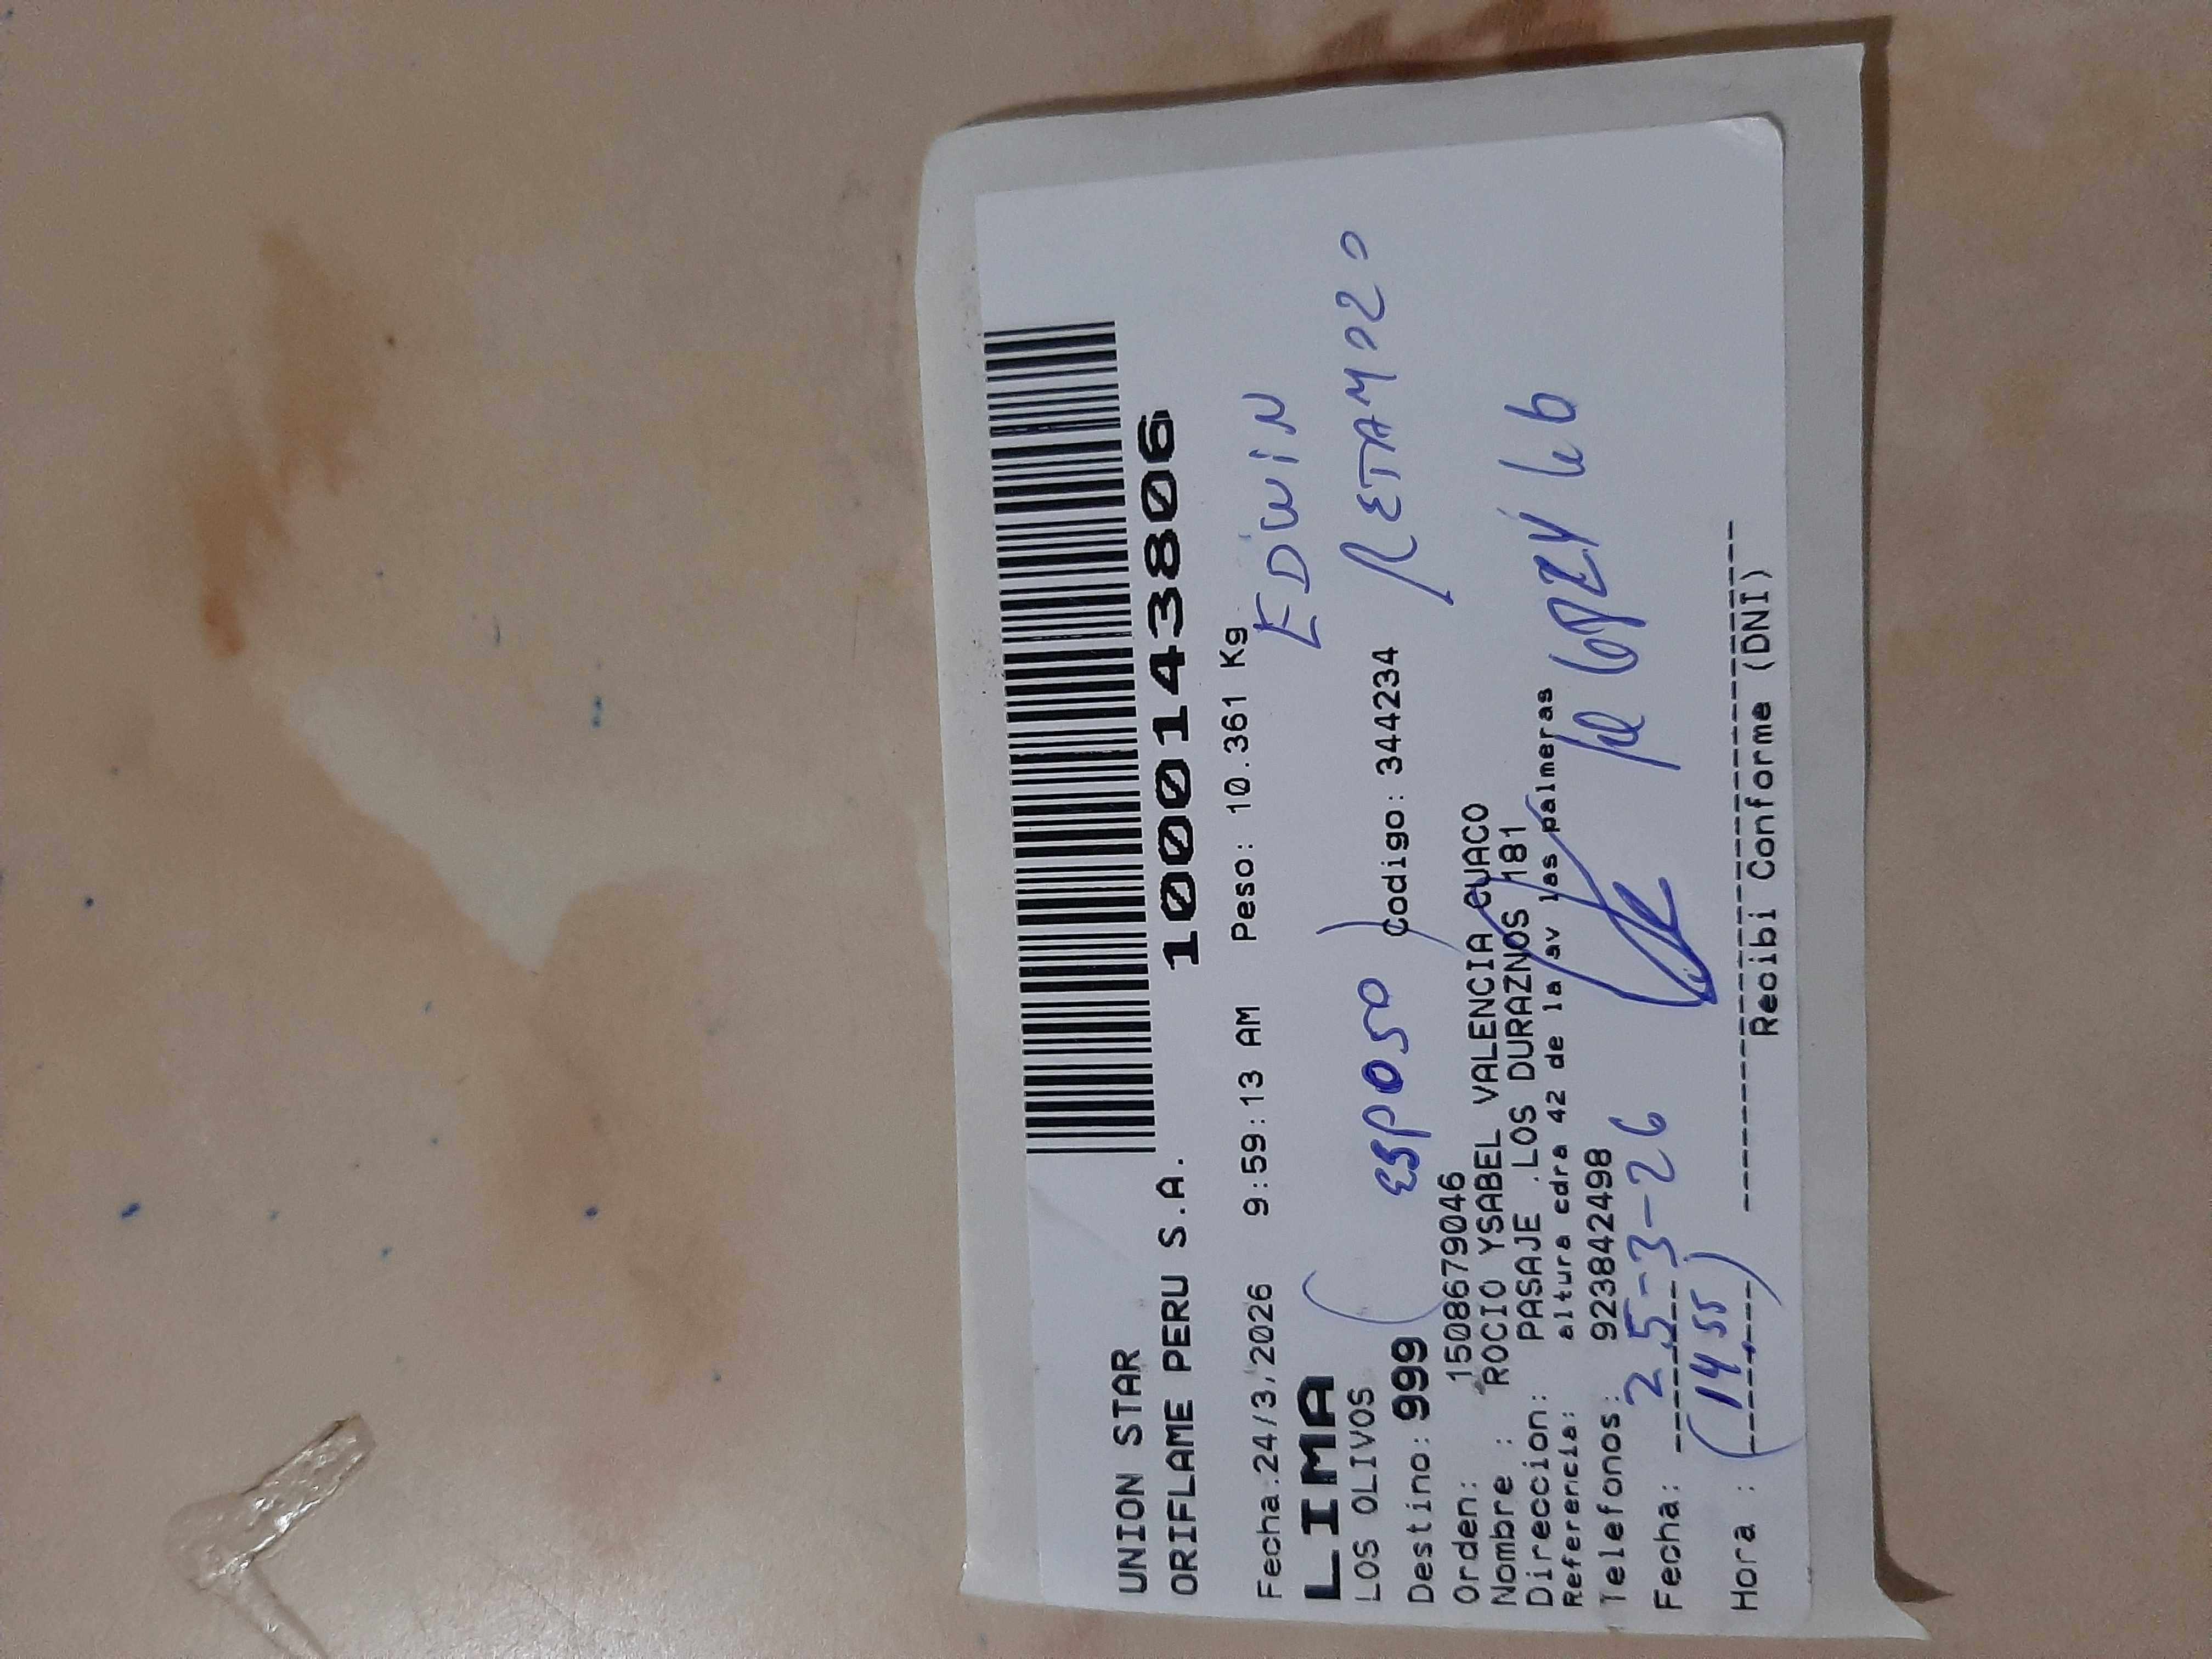 UNION STAR
ORIFLAME PERU S.A.
1000143806
Fecha.24/3/2026 9:59:13 AM Peso: 10.361 Kg
LIMA
EDWIN
LOS OLIVOS
RETAMOZO
Destino: 999 (ESPOSO) Codigo: 344234
Orden: 1508679046
Nombre : ROCIO YSABEL VALENCIA CUACO
Direccion: PASAJE .LOS DURAZNOS 181
Referencia: altura cdra 42 de la av las palmeras
Telefonos: 923842498
Fecha: 25-3-26
Hora : (14,55)
Recibi Conforme (DNI)